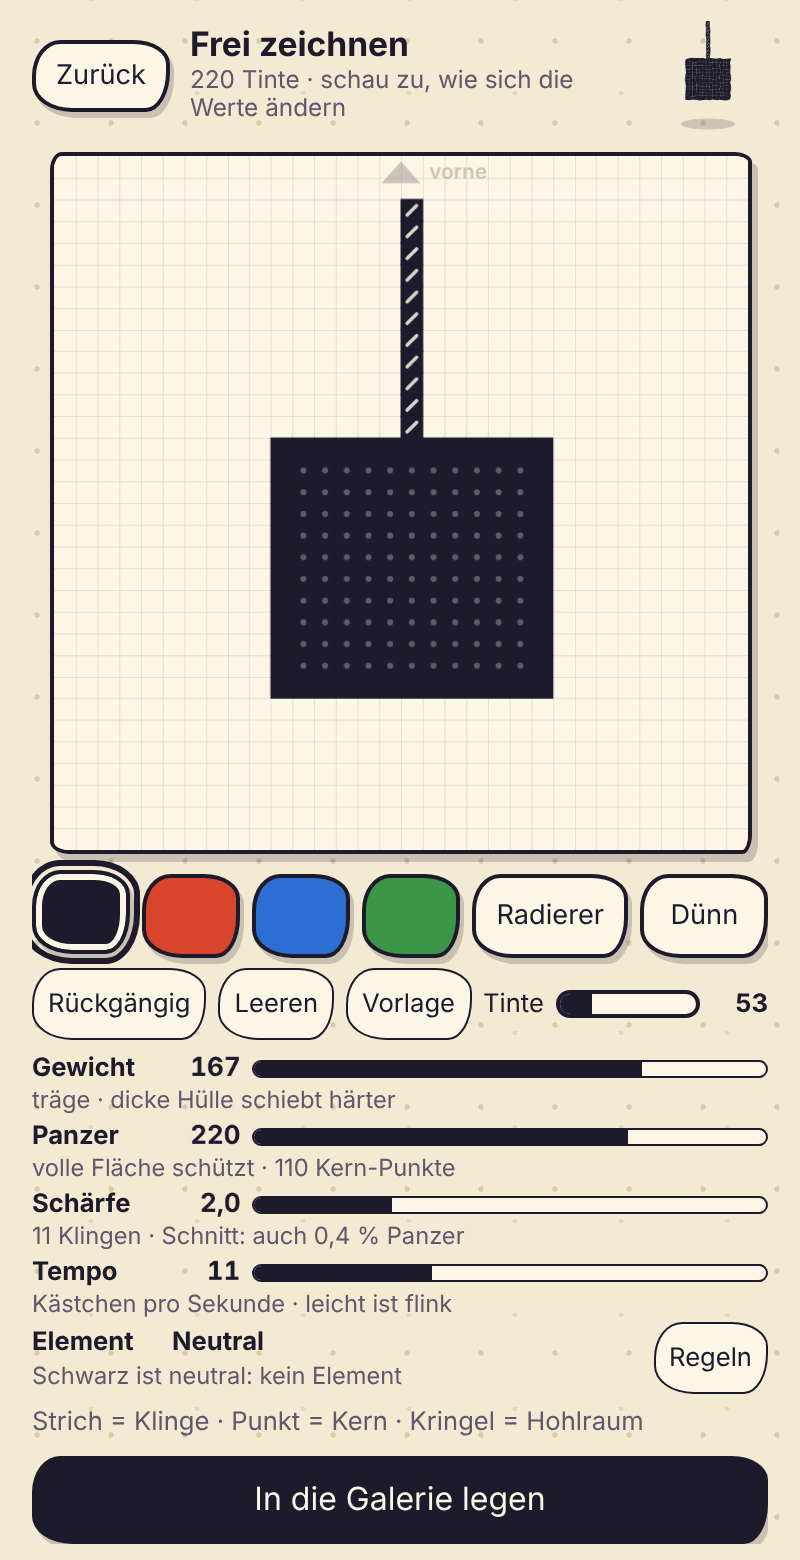 Zurück
Frei zeichnen
220 Tinte · schau zu, wie sich die
Werte ändern
vorne
Radierer
Dünn
Rückgängig
Leeren
Vorlage
Tinte
53
Gewicht 167
träge · dicke Hülle schiebt härter
Panzer 220
volle Fläche schützt · 110 Kern-Punkte
Schärfe 2,0
11 Klingen · Schnitt: auch 0,4 % Panzer
Tempo 11
Kästchen pro Sekunde · leicht ist flink
Element Neutral
Schwarz ist neutral: kein Element
Regeln
Strich = Klinge · Punkt = Kern · Kringel = Hohlraum
In die Galerie legen